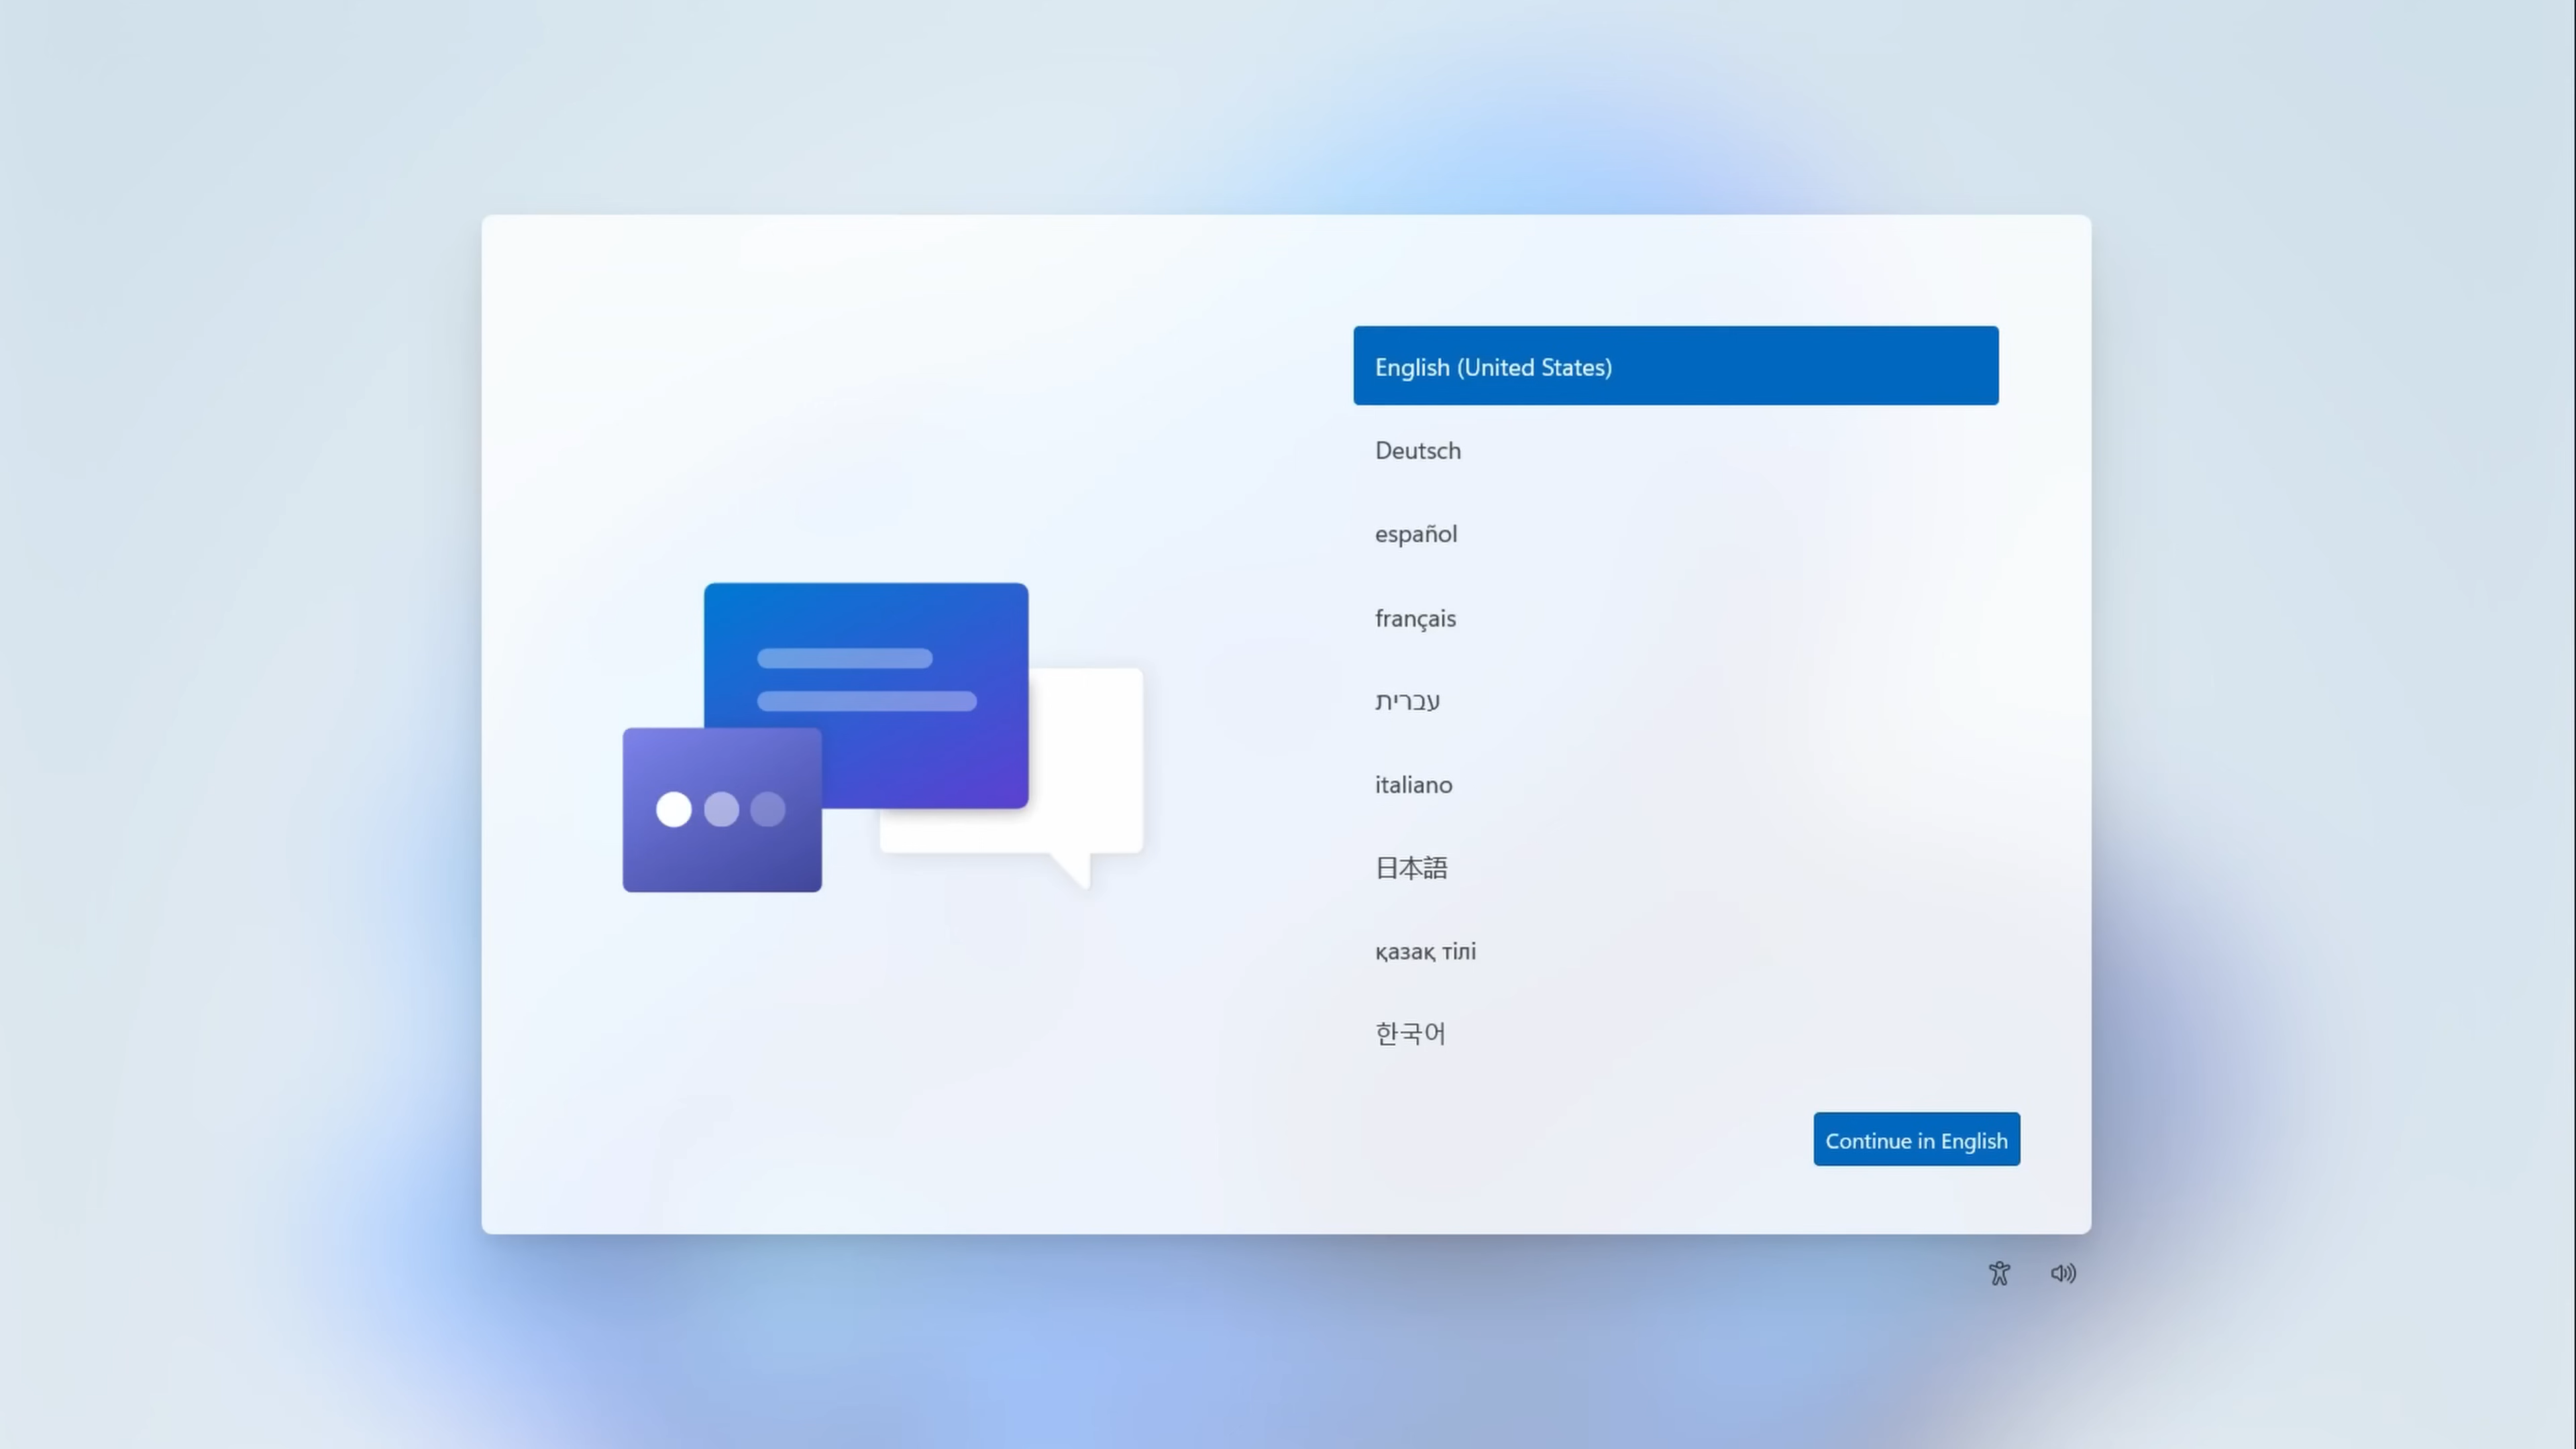 English (United States)
Deutsch
español
français
עברית
italiano
日本語
қазақ тілі
한국어
Continue in English